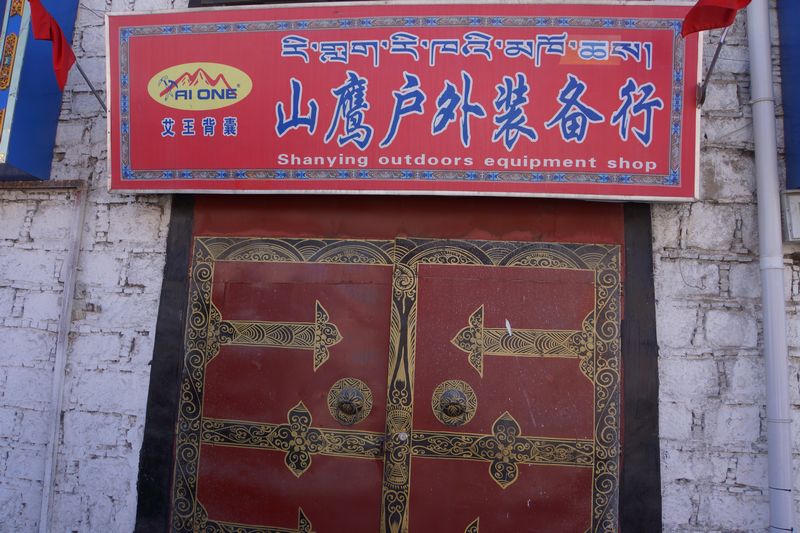 རི་གླག་རི་ཁའི་མཁོ་ཆས།
AI ONE
山鹰户外装备行
艾王背囊
Shanying outdoors equipment shop